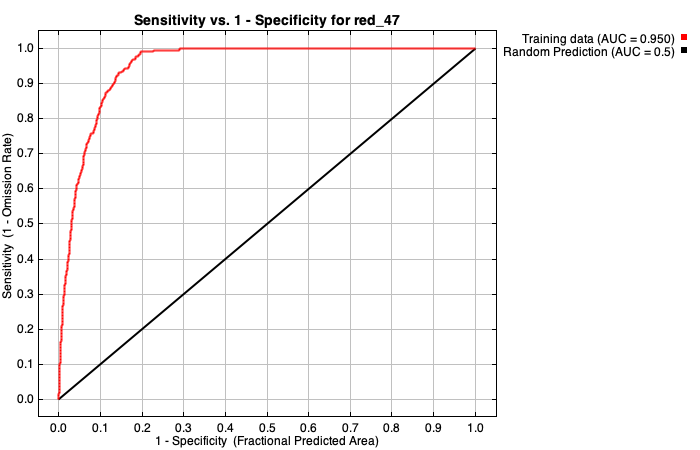 Sensitivity vs. 1 - Specificity for red_47
Training data (AUC = 0.950)
Random Prediction (AUC = 0.5)
Sensitivity (1 - Omission Rate)
1.0
0.9
0.8
0.7
0.6
0.5
0.4
0.3
0.2
0.1
0.0
0.0 0.1 0.2 0.3 0.4 0.5 0.6 0.7 0.8 0.9 1.0
1 - Specificity (Fractional Predicted Area)